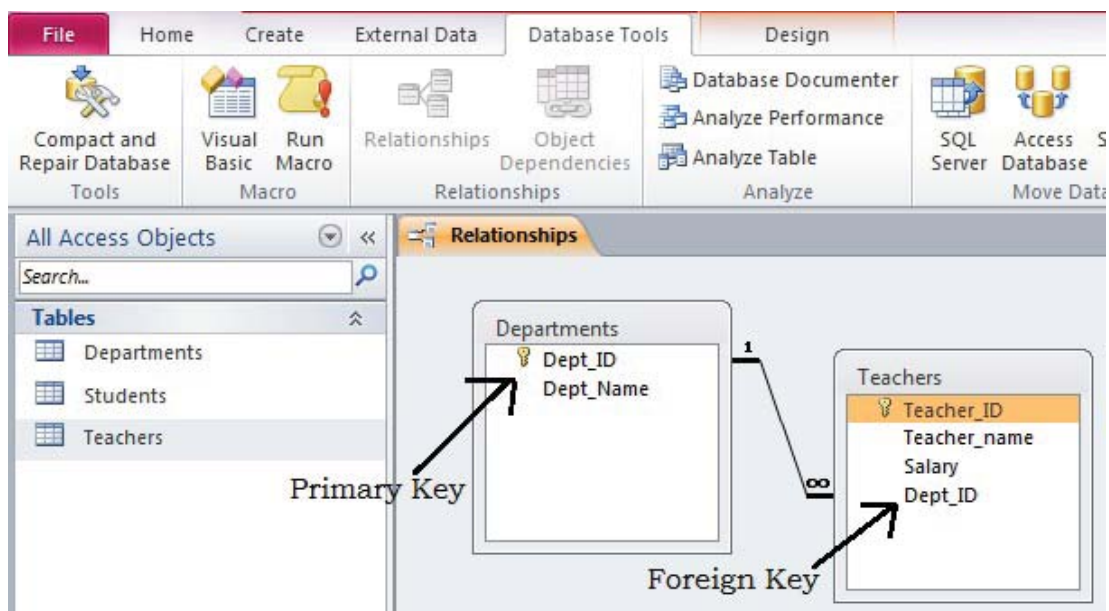 File Home Create External Data Database Tools Design
Compact and
Repair Database
Tools
Visual
Basic
Run
Macro
Macro
Relationships
Object
Dependencies
Relationships
Database Documenter
Analyze Performance
Analyze Table
Analyze
SQL
Server
Access
Database
Move Data
All Access Objects
Search...
Tables
Departments
Students
Teachers
Relationships
Departments
Dept_ID
Dept_Name
1
∞
Teachers
Teacher_ID
Teacher_name
Salary
Dept_ID
Primary Key
Foreign Key